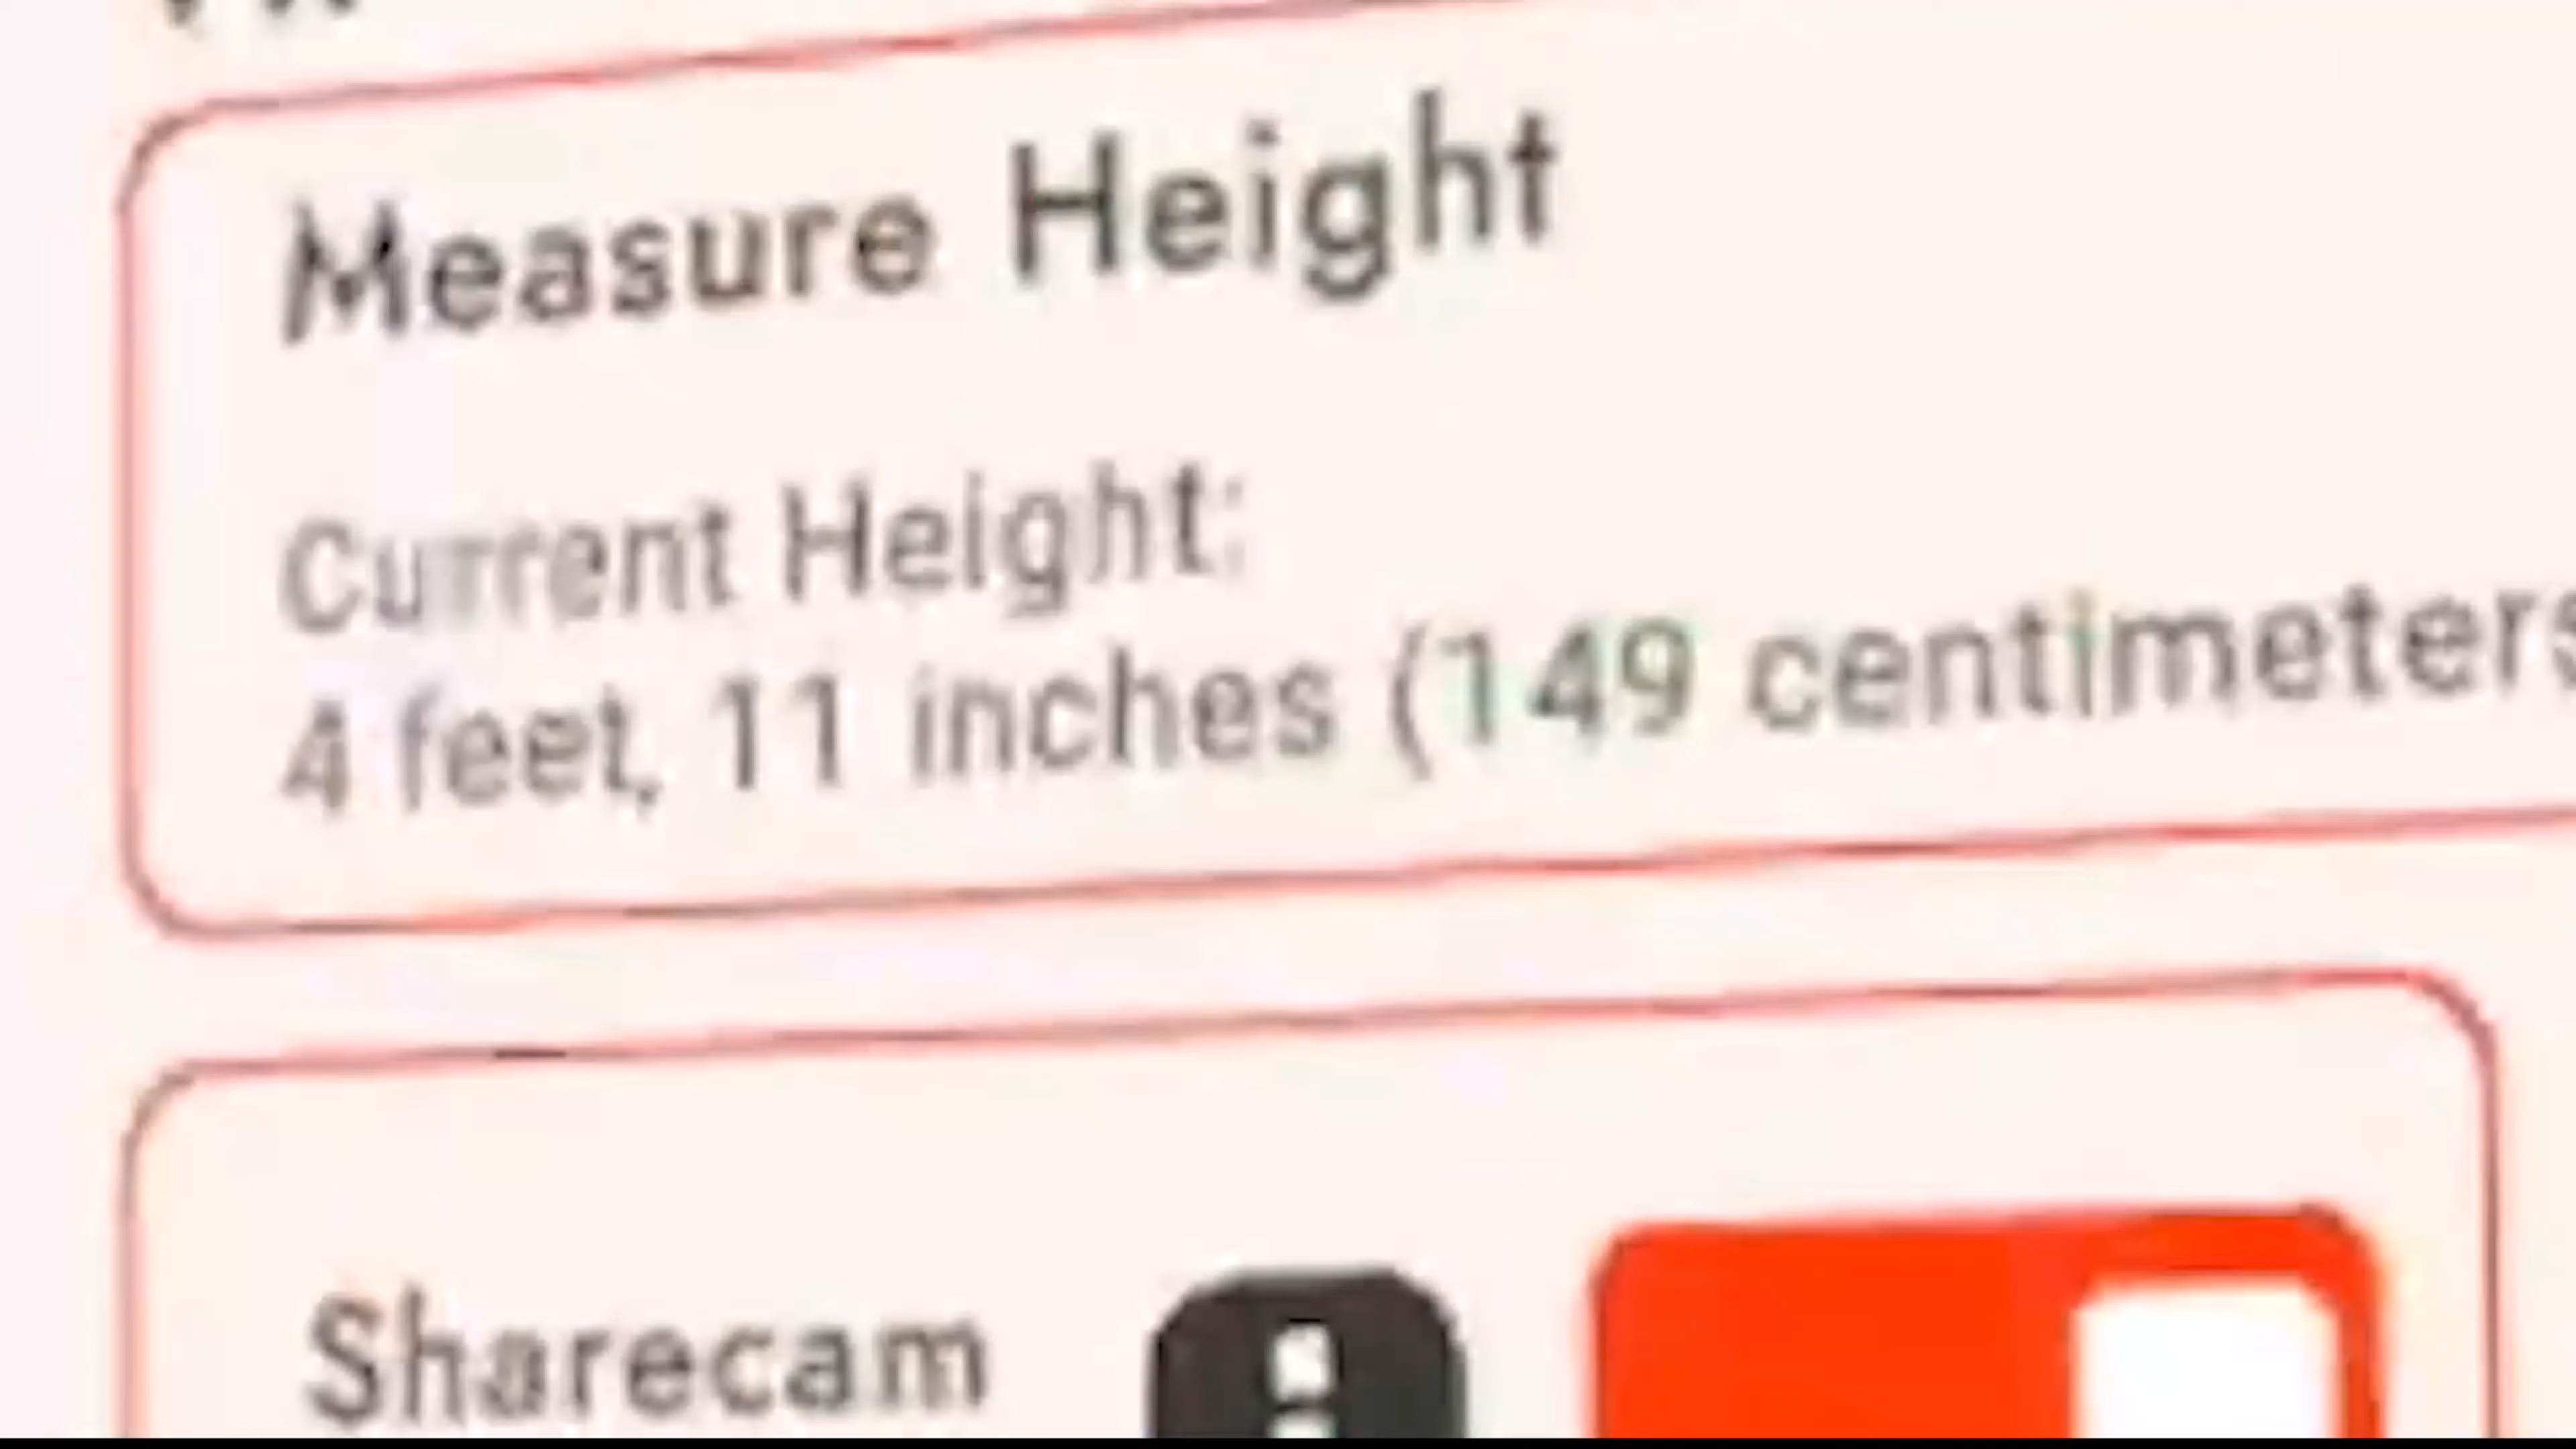 Measure Height
Current Height:
4 feet, 11 inches (149 centimeters
Sharecam